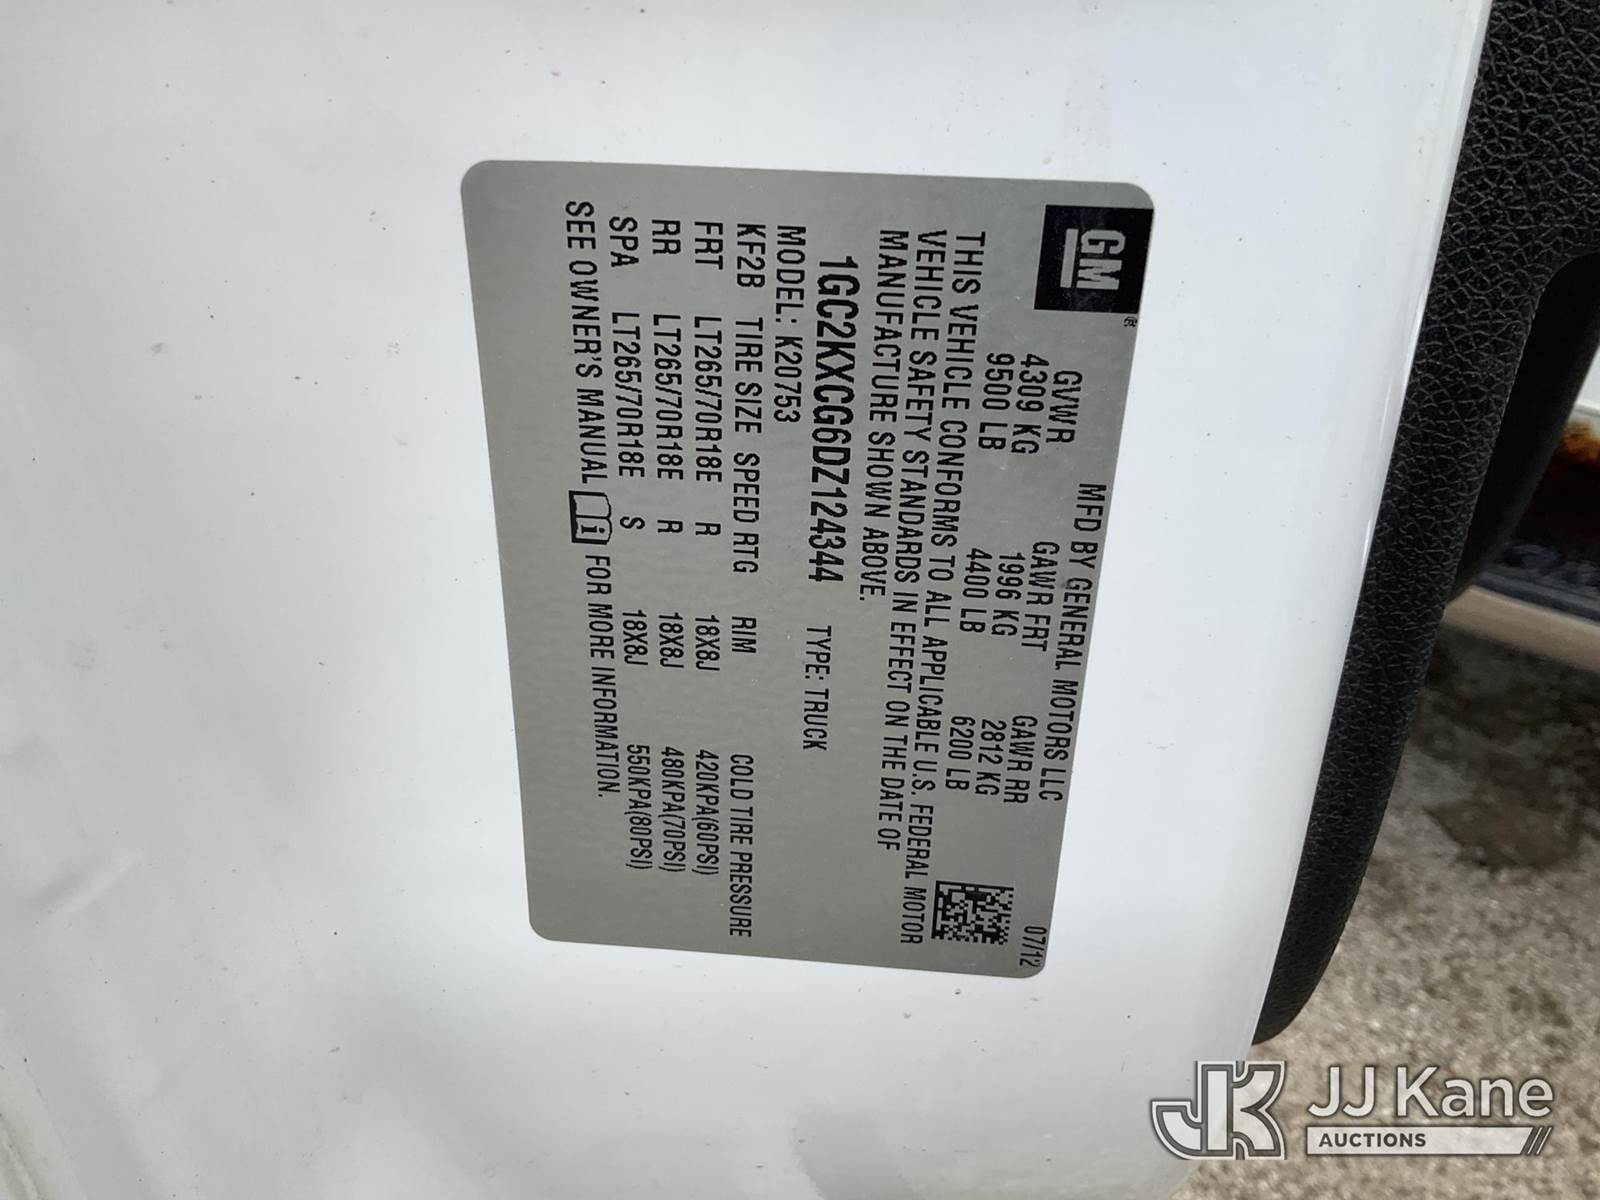 GM
MFD BY GENERAL MOTORS LLC 07/12
GVWR GAWR FRT GAWR RR
4309 KG 1996 KG 2812 KG
9500 LB 4400 LB 6200 LB
THIS VEHICLE CONFORMS TO ALL APPLICABLE U.S. FEDERAL MOTOR
VEHICLE SAFETY STANDARDS IN EFFECT ON THE DATE OF
MANUFACTURE SHOWN ABOVE.
1GC2KXCG6DZ124344 TYPE: TRUCK
MODEL: K20753
KF2B TIRE SIZE SPEED RTG RIM COLD TIRE PRESSURE
FRT LT265/70R18E R 18X8J 420KPA(60PSI)
RR LT265/70R18E R 18X8J 480KPA(70PSI)
SPA LT265/70R18E S 18X8J 550KPA(80PSI)
SEE OWNER'S MANUAL i FOR MORE INFORMATION.
JK JJ Kane
AUCTIONS